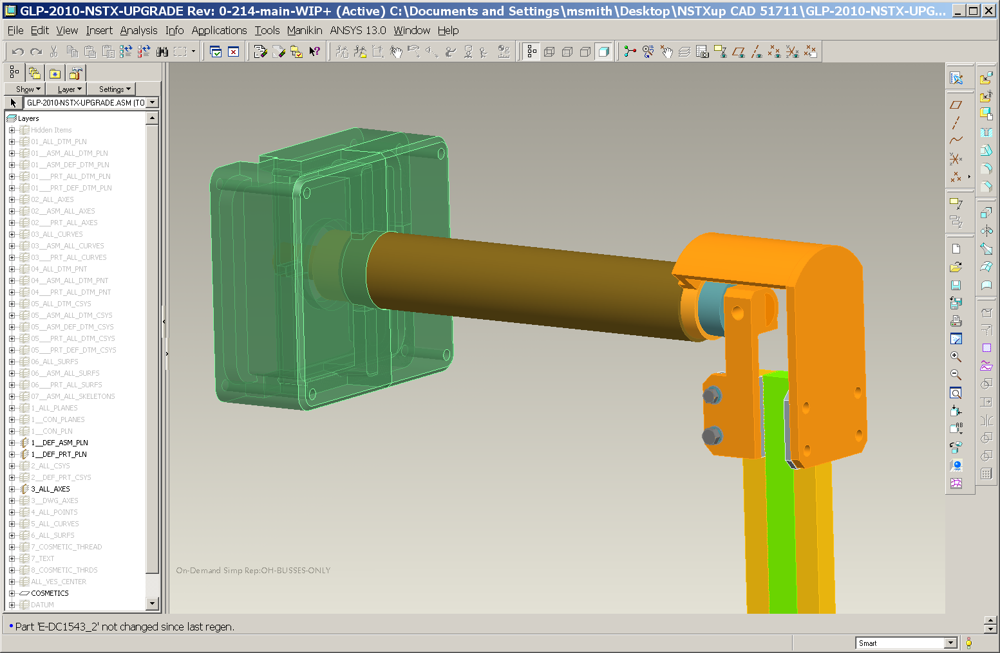 GLP-2010-NSTX-UPGRADE Rev: 0-214-main-WIP+ (Active) C:\Documents and Settings\msmith\Desktop\NSTXup CAD 51711\GLP-2010-NSTX-UPG...
File Edit View Insert Analysis Info Applications Tools Manikin ANSYS 13.0 Window Help
Show Layer Settings
GLP-2010-NSTX-UPGRADE.ASM (TO
Layers
Hidden Items
01_ALL_DTM_PLN
01__ASM_ALL_DTM_PLN
01__ASM_DEF_DTM_PLN
01___PRT_ALL_DTM_PLN
01___PRT_DEF_DTM_PLN
02_ALL_AXES
02__ASM_ALL_AXES
02___PRT_ALL_AXES
03_ALL_CURVES
03__ASM_ALL_CURVES
03___PRT_ALL_CURVES
04_ALL_DTM_PNT
04__ASM_ALL_DTM_PNT
04___PRT_ALL_DTM_PNT
05_ALL_DTM_CSYS
05__ASM_ALL_DTM_CSYS
05__ASM_DEF_DTM_CSYS
05___PRT_ALL_DTM_CSYS
05___PRT_DEF_DTM_CSYS
06_ALL_SURFS
06__ASM_ALL_SURFS
06___PRT_ALL_SURFS
07__ASM_ALL_SKELETONS
1_ALL_PLANES
1__CON_PLANES
1__CON_PLN
1__DEF_ASM_PLN
1__DEF_PRT_PLN
2_ALL_CSYS
2__DEF_PRT_CSYS
3_ALL_AXES
3__DWG_AXES
4_ALL_POINTS
5_ALL_CURVES
6_ALL_SURFS
7_COSMETIC_THREAD
7_TEXT
8_COSMETIC_THRDS
ALL_VES_CENTER
COSMETICS
DATUM
On-Demand Simp Rep:OH-BUSSES-ONLY
AB
Part 'E-DC1543_2' not changed since last regen.
Smart